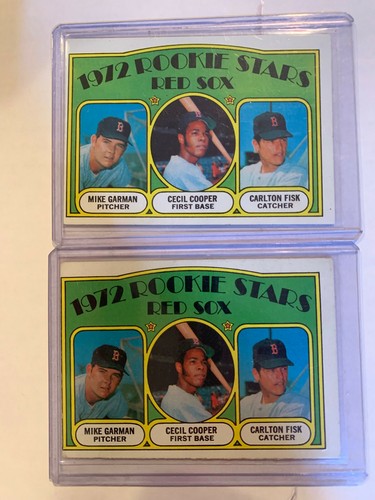 1972 ROOKIE STARS
RED SOX
B
B
MIKE GARMAN
PITCHER
CECIL COOPER
FIRST BASE
CARLTON FISK
CATCHER
1972 ROOKIE STARS
RED SOX
B
B
MIKE GARMAN
PITCHER
CECIL COOPER
FIRST BASE
CARLTON FISK
CATCHER